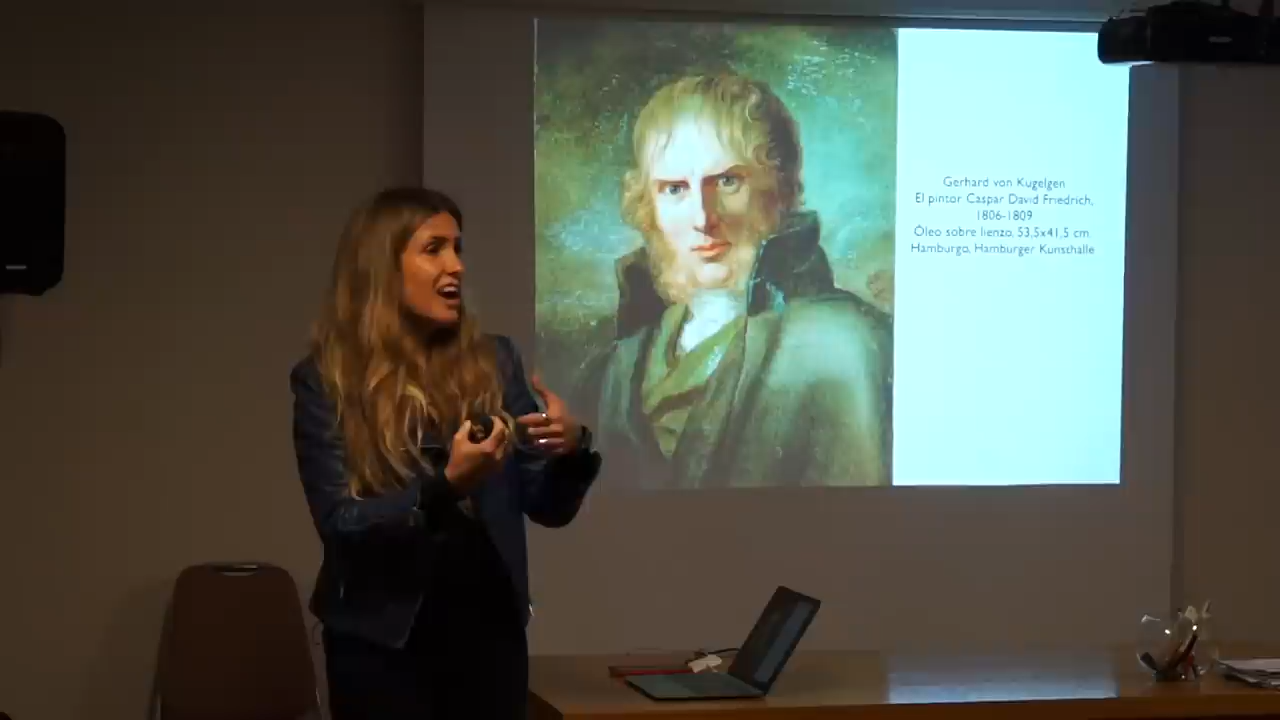 Gerhard von Kugelgen
El pintor Caspar David Friedrich,
1806-1809
Óleo sobre lienzo, 53,5x41,5 cm
Hamburgo, Hamburger Kunsthalle